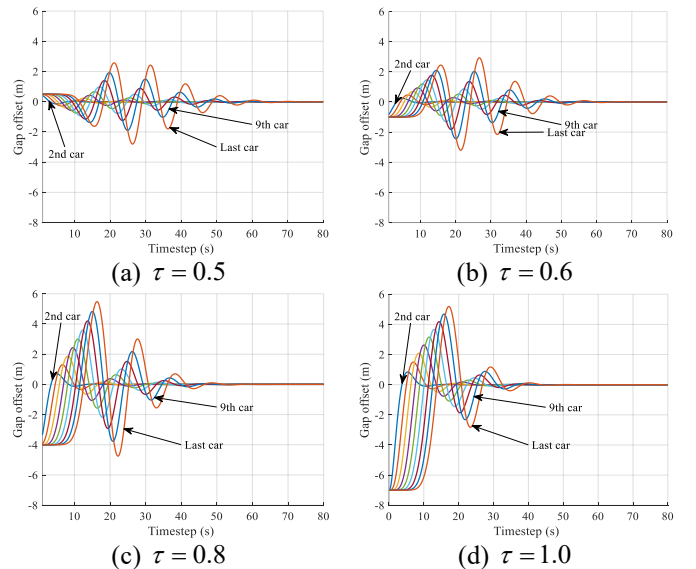 6
4
2
0
-2
-4
-6
-8
Gap offset (m)
2nd car
9th car
Last car
10 20 30 40 50 60 70 80
Timestep (s)
(a) τ = 0.5
6
4
2
0
-2
-4
-6
-8
Gap offset (m)
2nd car
9th car
Last car
10 20 30 40 50 60 70 80
Timestep (s)
(b) τ = 0.6
6
4
2
0
-2
-4
-6
-8
Gap offset (m)
2nd car
9th car
Last car
10 20 30 40 50 60 70 80
Timestep (s)
(c) τ = 0.8
6
4
2
0
-2
-4
-6
-8
Gap offset (m)
2nd car
9th car
Last car
0 10 20 30 40 50 60 70 80
Timestep (s)
(d) τ = 1.0